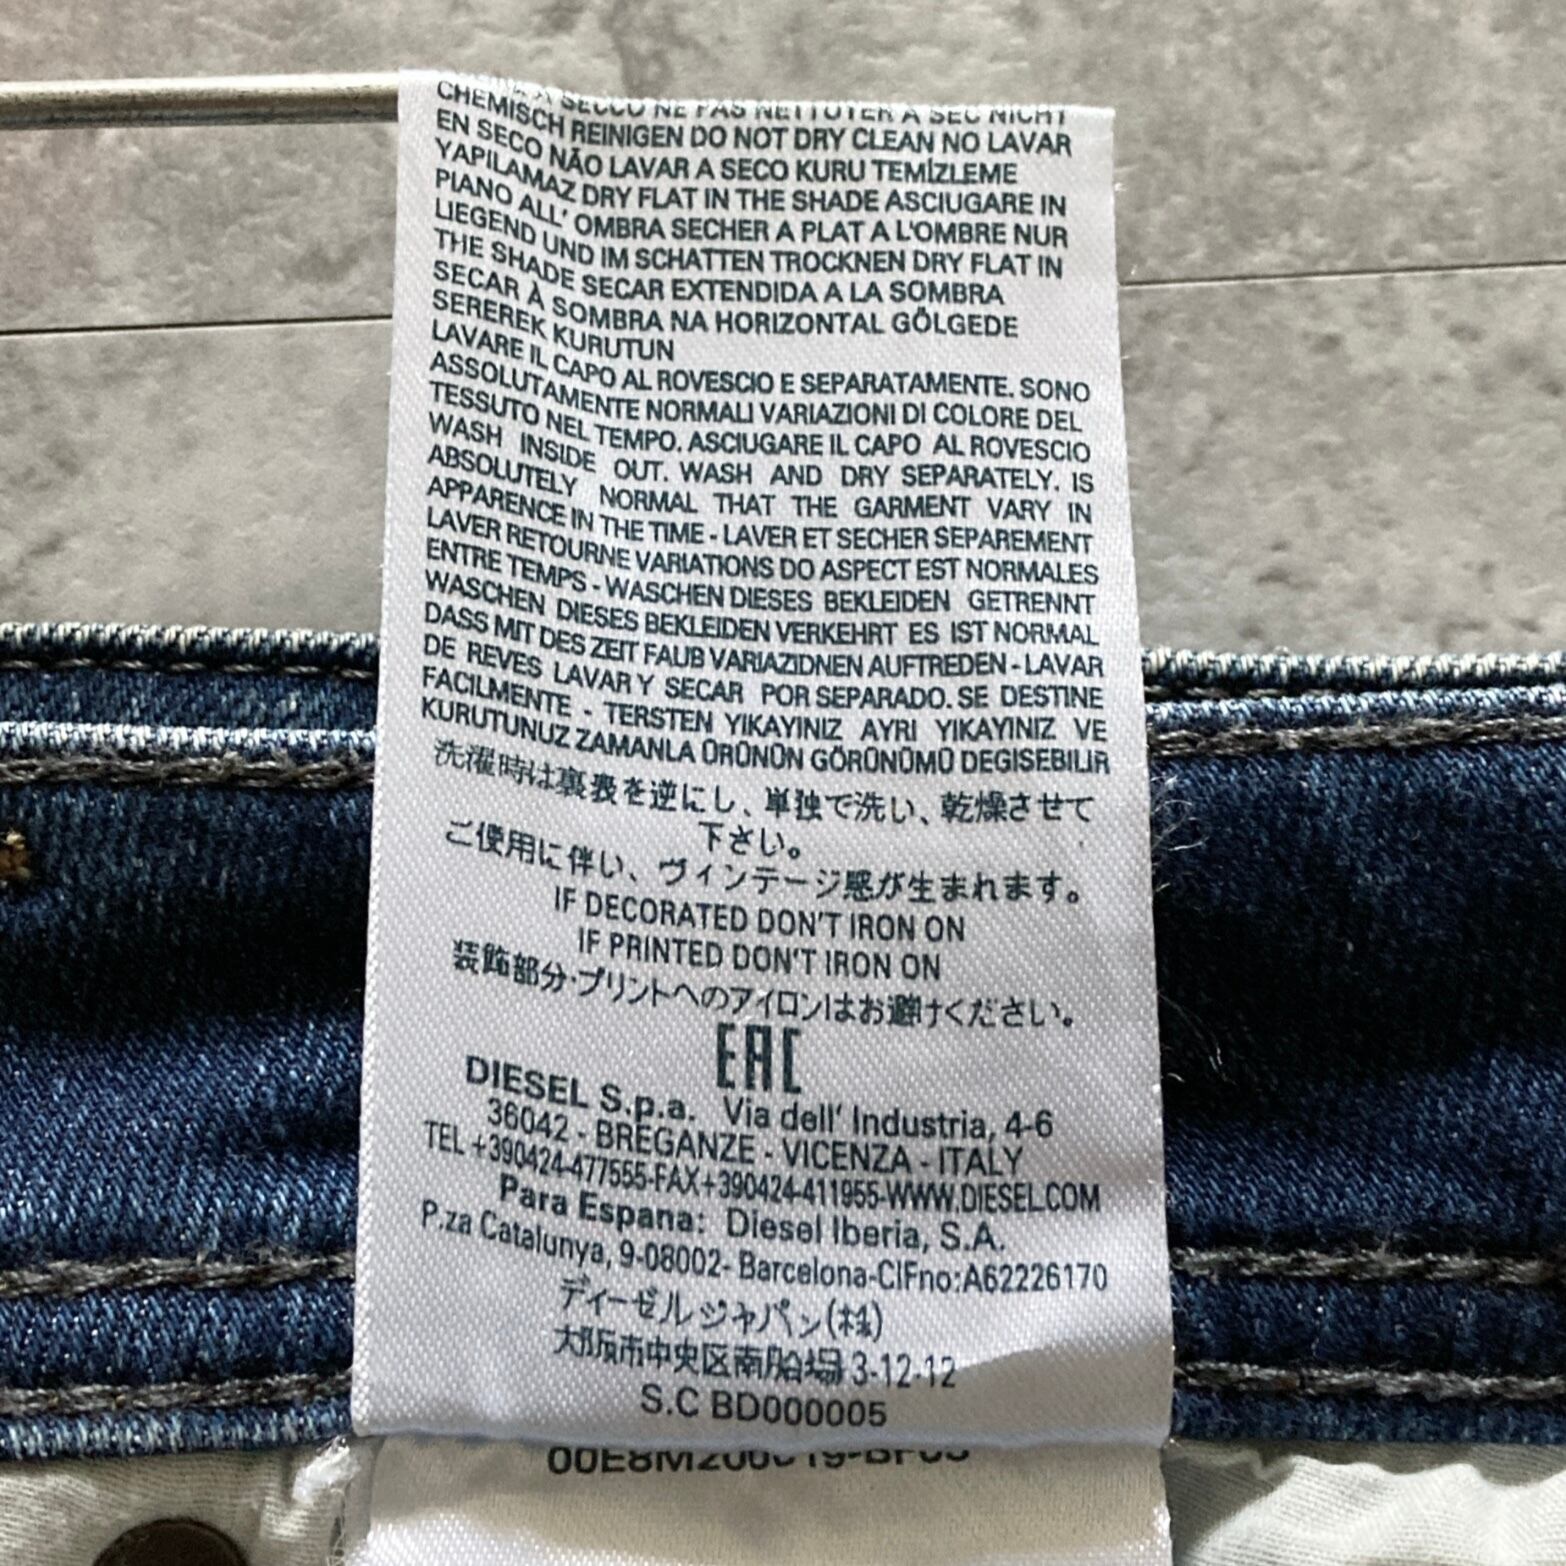 A SECCO NE PAS NETTOYER A SEC NICHT
CHEMISCH REINIGEN DO NOT DRY CLEAN NO LAVAR
EN SECO NÃO LAVAR A SECO KURU TEMİZLEME
YAPILAMAZ DRY FLAT IN THE SHADE ASCIUGARE IN
PIANO ALL' OMBRA SECHER A PLAT A L'OMBRE NUR
LIEGEND UND IM SCHATTEN TROCKNEN DRY FLAT IN
THE SHADE SECAR EXTENDIDA A LA SOMBRA
SECAR À SOMBRA NA HORIZONTAL GÖLGEDE
SEREREK KURUTUN
LAVARE IL CAPO AL ROVESCIO E SEPARATAMENTE. SONO
ASSOLUTAMENTE NORMALI VARIAZIONI DI COLORE DEL
TESSUTO NEL TEMPO. ASCIUGARE IL CAPO AL ROVESCIO
WASH INSIDE OUT. WASH AND DRY SEPARATELY. IS
ABSOLUTELY NORMAL THAT THE GARMENT VARY IN
APPARENCE IN THE TIME - LAVER ET SECHER SEPAREMENT
LAVER RETOURNE VARIATIONS DO ASPECT EST NORMALES
ENTRE TEMPS - WASCHEN DIESES BEKLEIDEN GETRENNT
WASCHEN DIESES BEKLEIDEN VERKEHRT ES IST NORMAL
DASS MIT DES ZEIT FAUB VARIAZIDNEN AUFTREDEN - LAVAR
DE REVES LAVAR Y SECAR POR SEPARADO. SE DESTINE
FACILMENTE - TERSTEN YIKAYINIZ AYRI YIKAYINIZ VE
KURUTUNUZ ZAMANLA ÜRÜNÜN GÖRÜNÜMÜ DEGISEBILIR
洗濯時は裏表を逆にし、単独で洗い、乾燥させて
下さい。
ご使用に伴い、ヴィンテージ感が生まれます。
IF DECORATED DON'T IRON ON
IF PRINTED DON'T IRON ON
装飾部分・プリントへのアイロンはお避けください。
EAC
DIESEL S.p.a. Via dell' Industria, 4-6
36042 - BREGANZE - VICENZA - ITALY
TEL +390424-477555-FAX+390424-411955-WWW.DIESEL.COM
Para Espana: Diesel Iberia, S.A.
P.za Catalunya, 9-08002- Barcelona-CIFno:A62226170
ディーゼルジャパン(株)
大阪市中央区南船場 3-12-12
S.C BD000005